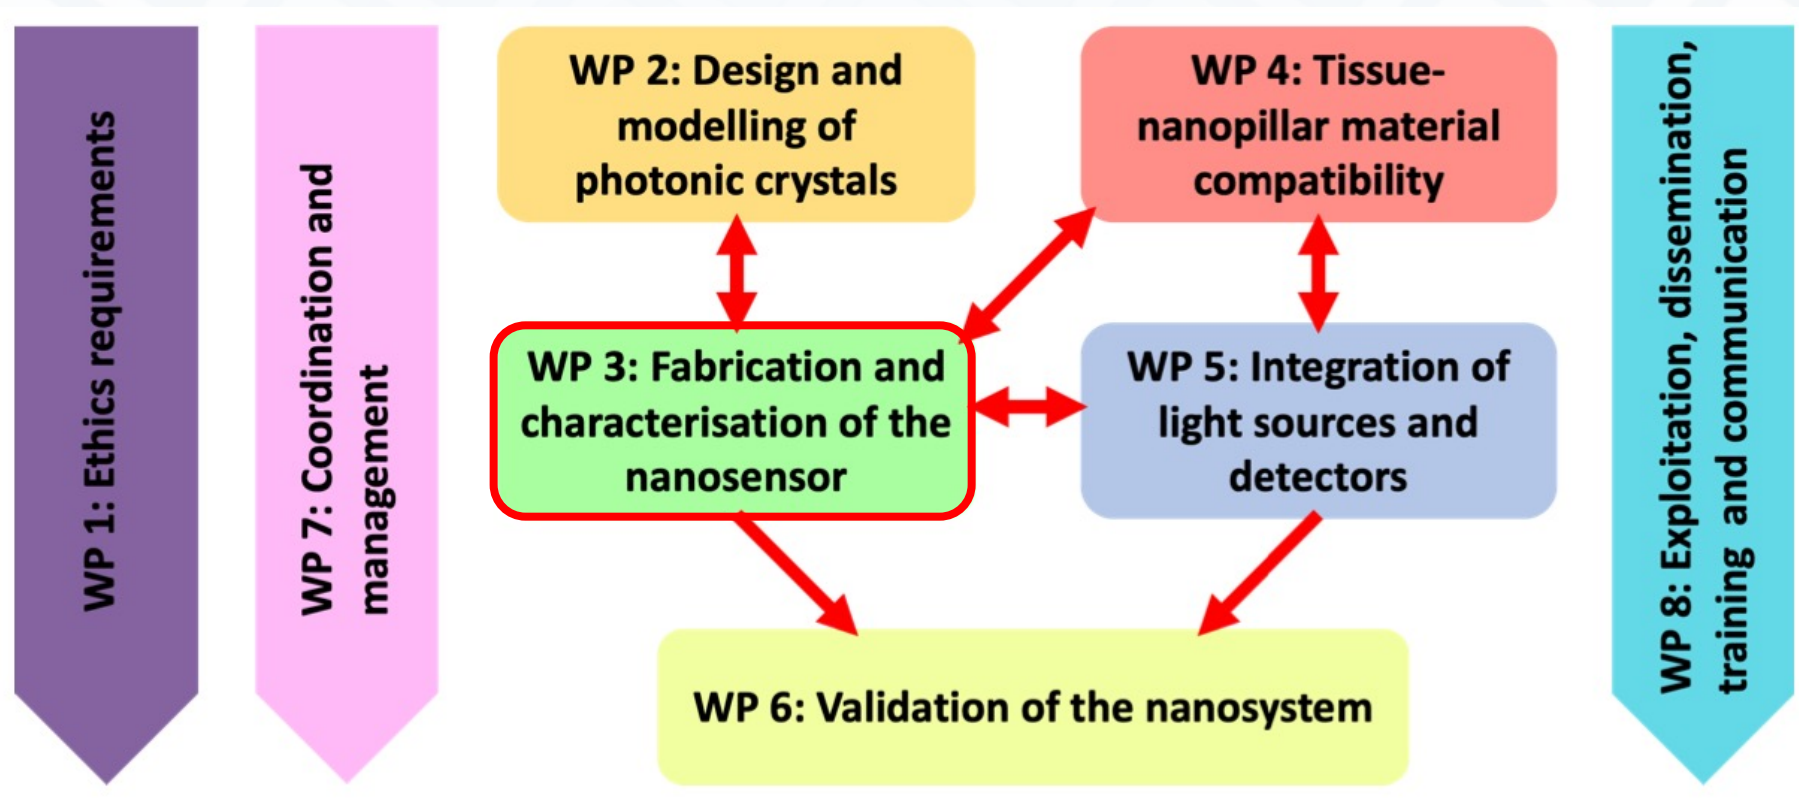 WP 1: Ethics requirements
WP 7: Coordination and
management
WP 2: Design and
modelling of
photonic crystals
WP 4: Tissue-
nanopillar material
compatibility
WP 3: Fabrication and
characterisation of the
nanosensor
WP 5: Integration of
light sources and
detectors
WP 6: Validation of the nanosystem
WP 8: Exploitation, dissemination,
training and communication